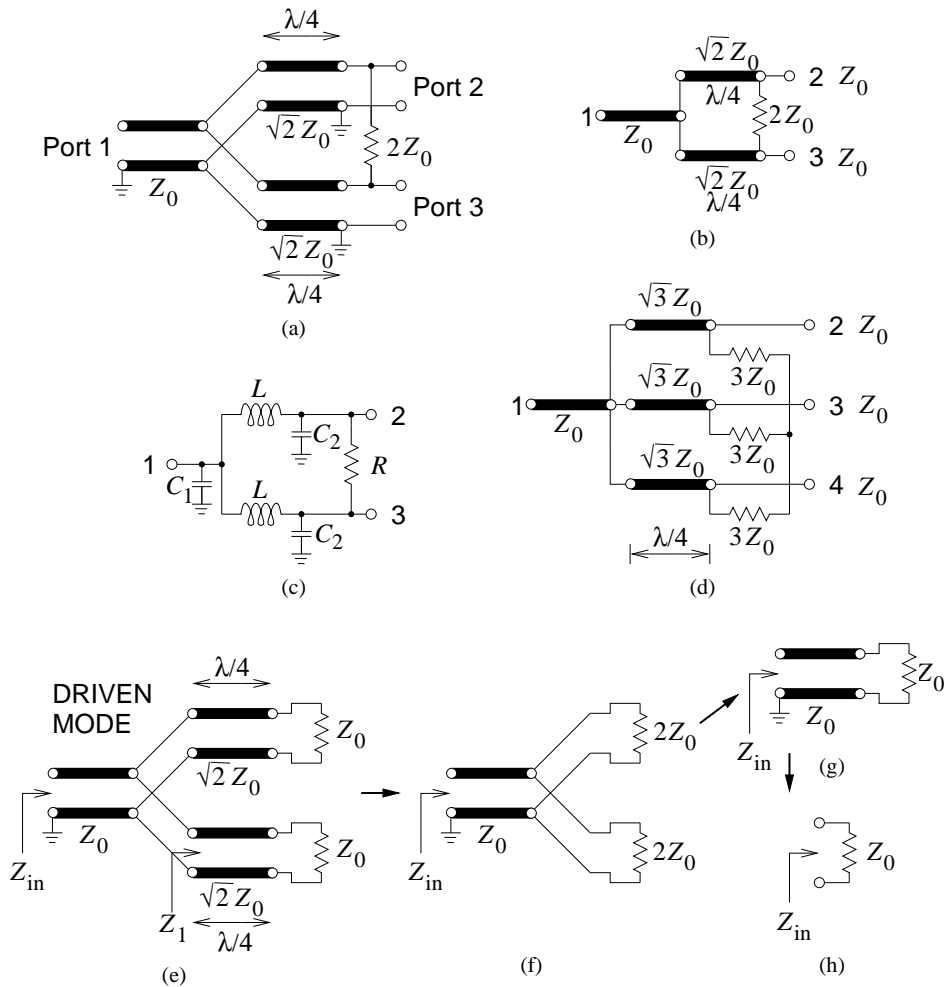 λ/4
Port 1
Z0
√2 Z0
Port 2
2Z0
Port 3
√2 Z0
λ/4
(a)
√2 Z0
λ/4
1
Z0
2 Z0
2Z0
3 Z0
√2 Z0
λ/4
(b)
1
C1
L
C2
2
R
L
C2
3
(c)
√3 Z0
2 Z0
3Z0
1
Z0
√3 Z0
3 Z0
3Z0
√3 Z0
4 Z0
3Z0
λ/4
(d)
DRIVEN
MODE
λ/4
Z0
√2 Z0
Z0
Z0
Zin
Z1
√2 Z0
λ/4
(e)
2Z0
Z0
2Z0
Zin
(f)
Z0
Z0
Zin
(g)
Z0
Zin
(h)